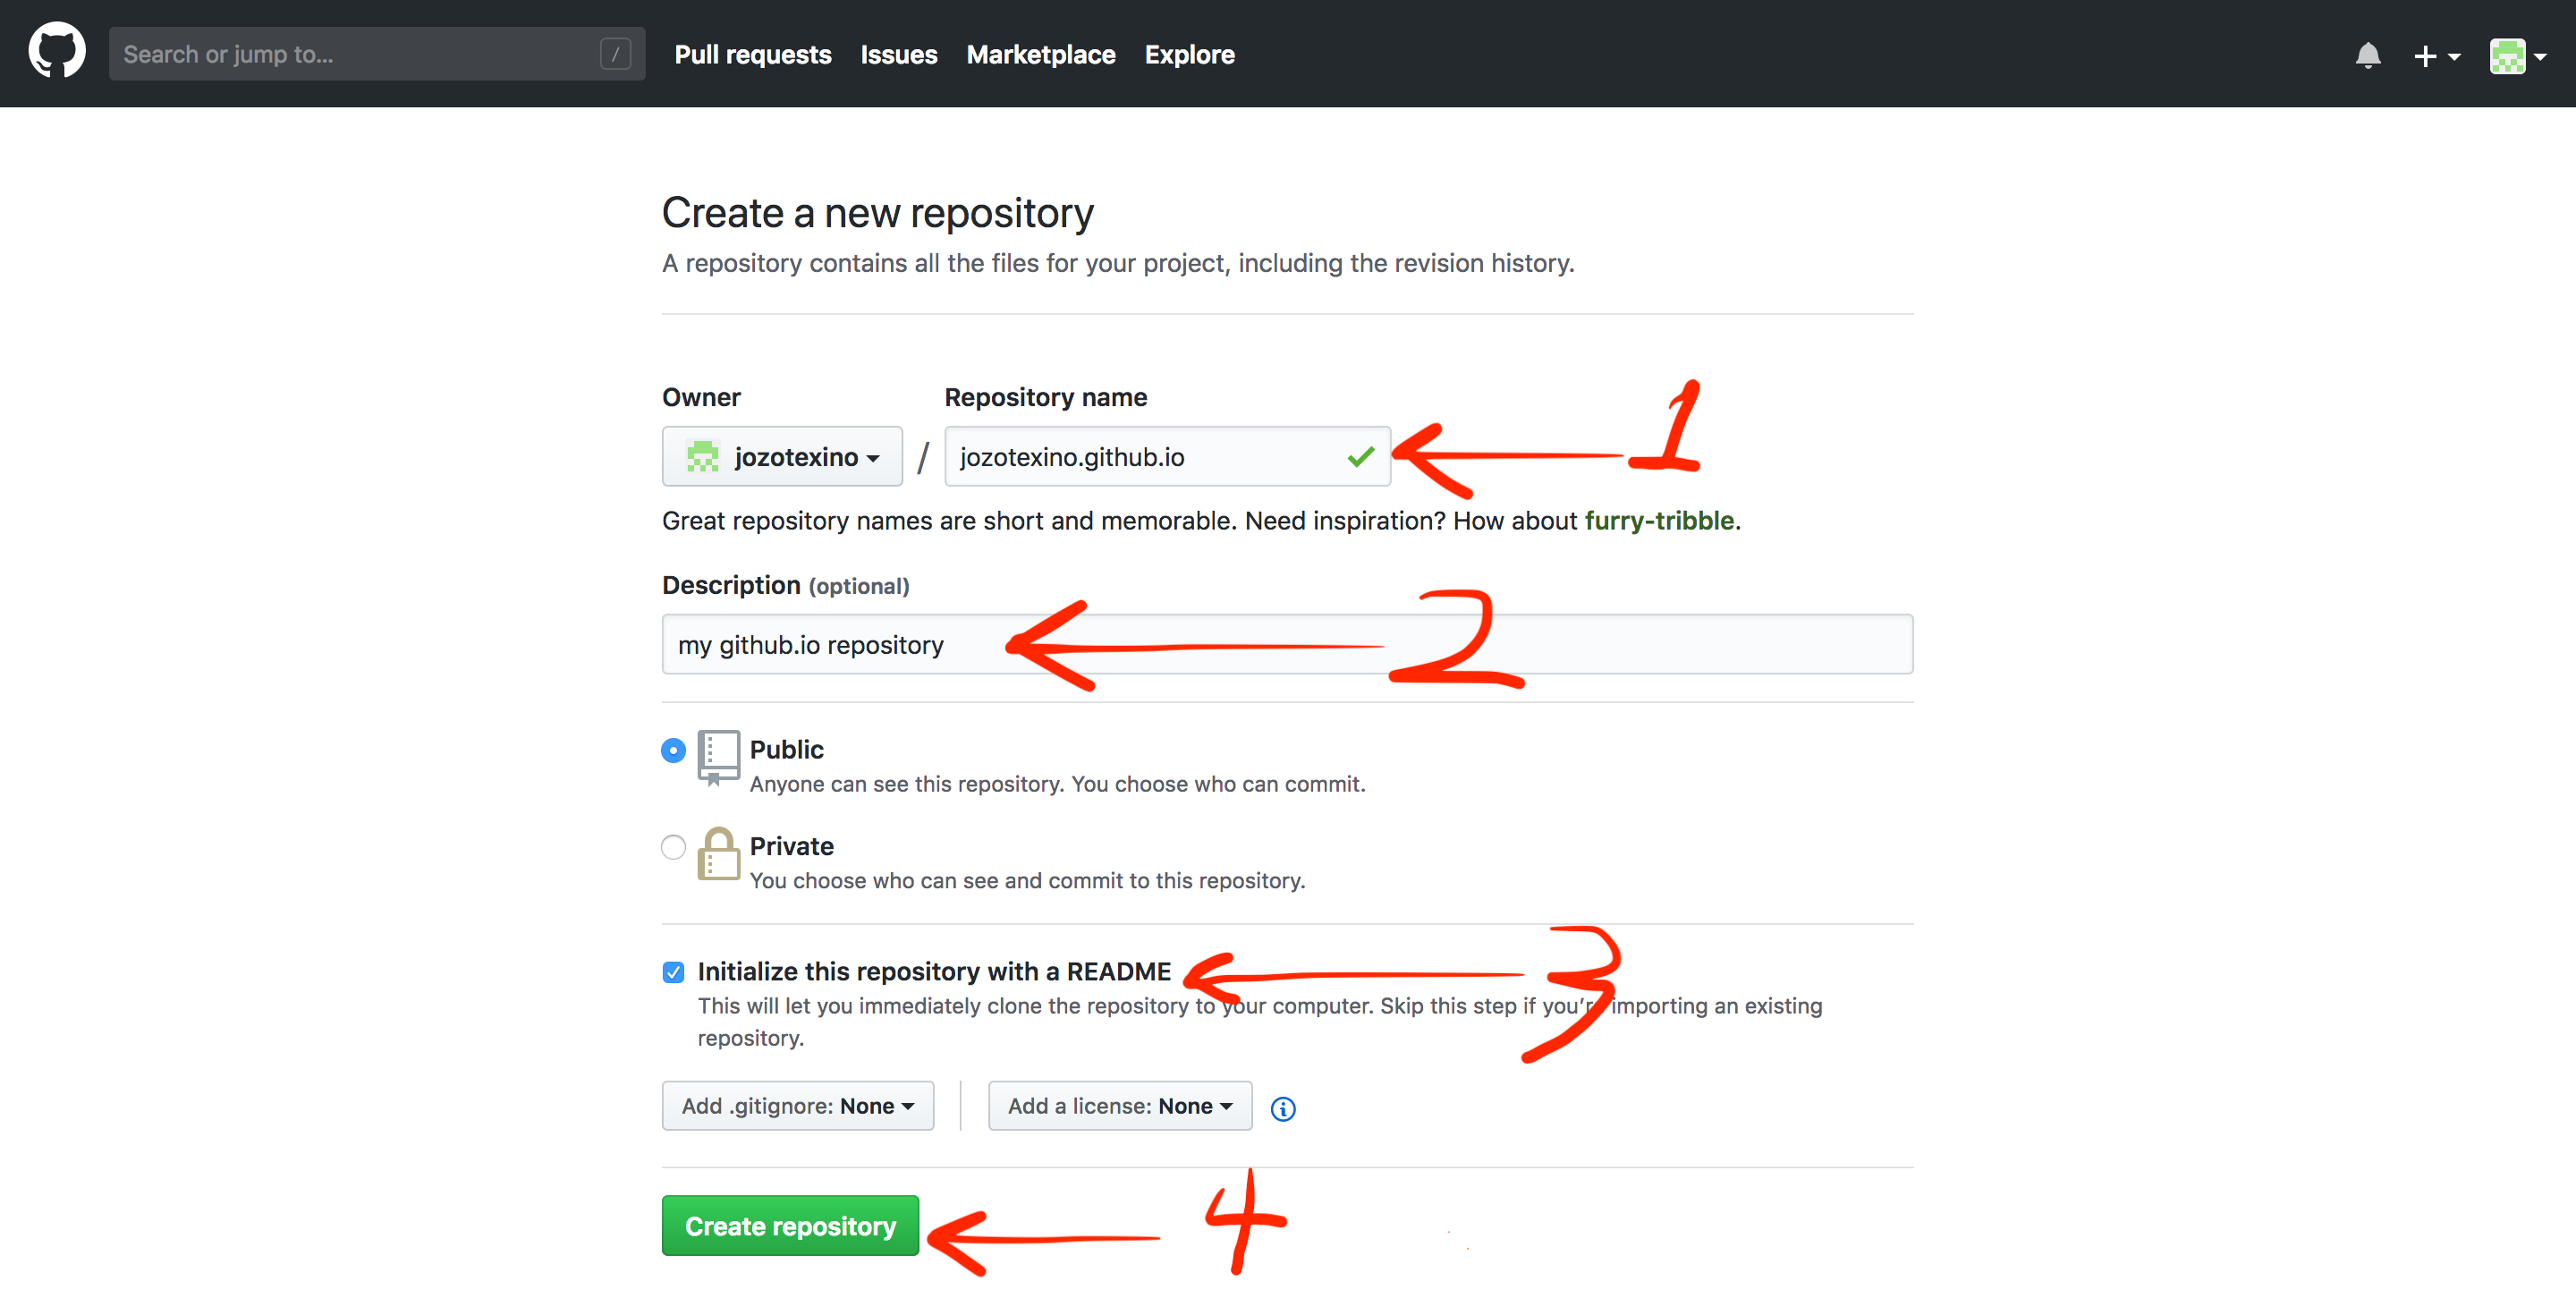 Search or jump to... /
Pull requests Issues Marketplace Explore
Create a new repository
A repository contains all the files for your project, including the revision history.
Owner Repository name
jozotexino / jozotexino.github.io 1
Great repository names are short and memorable. Need inspiration? How about furry-tribble.
Description (optional)
my github.io repository 2
Public
Anyone can see this repository. You choose who can commit.
Private
You choose who can see and commit to this repository.
Initialize this repository with a README 3
This will let you immediately clone the repository to your computer. Skip this step if you're importing an existing
repository.
Add .gitignore: None Add a license: None
Create repository 4